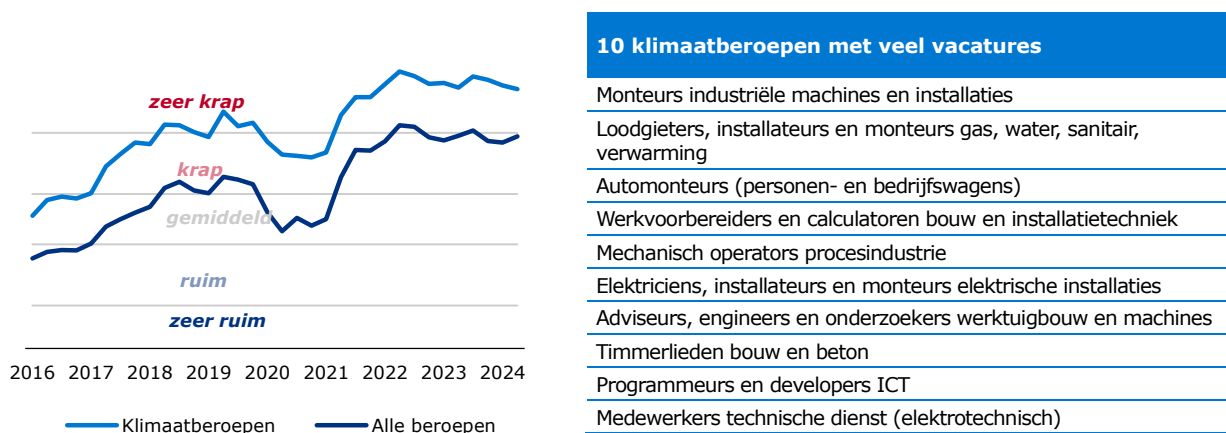 zeer krap
krap
gemiddeld
ruim
zeer ruim
2016 2017 2018 2019 2020 2021 2022 2023 2024
Klimaatberoepen Alle beroepen
10 klimaatberoepen met veel vacatures
Monteurs industriële machines en installaties
Loodgieters, installateurs en monteurs gas, water, sanitair,
verwarming
Automonteurs (personen- en bedrijfswagens)
Werkvoorbereiders en calculatoren bouw en installatietechniek
Mechanisch operators procesindustrie
Elektriciens, installateurs en monteurs elektrische installaties
Adviseurs, engineers en onderzoekers werktuigbouw en machines
Timmerlieden bouw en beton
Programmeurs en developers ICT
Medewerkers technische dienst (elektrotechnisch)